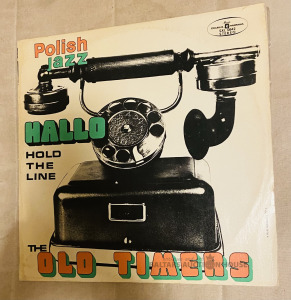 Polish
Jazz
HALLO
HOLD
THE
LINE
THE
OLD TIMERS